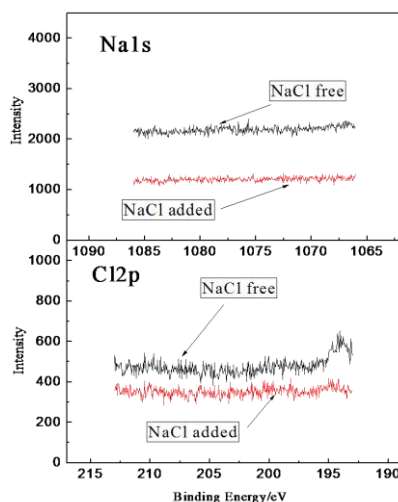 Na1s
4000
3000
2000
1000
0
Intensity
NaCl free
NaCl added
1090 1085 1080 1075 1070 1065
Cl2p
1000
800
600
400
200
0
Intensity
NaCl free
NaCl added
215 210 205 200 195 190
Binding Energy/eV